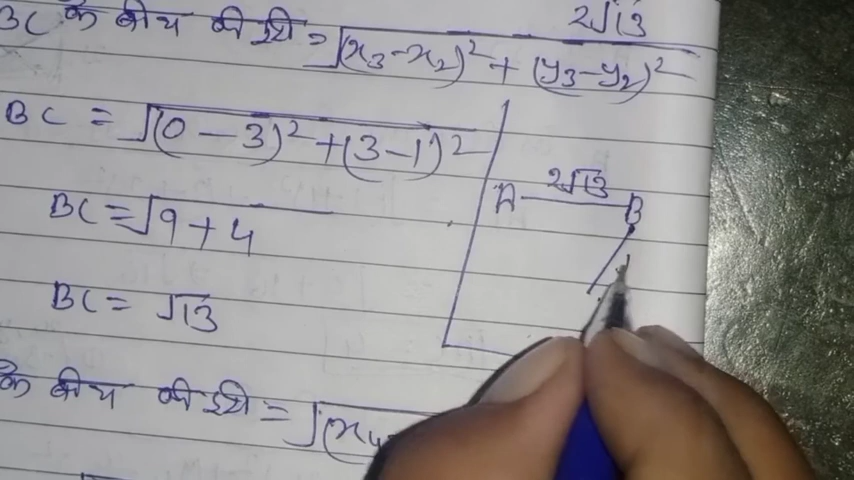 2√13
BC के बीच की दूरी = √(x₃-x₂)² + (y₃-y₂)²
BC = √(0-3)² + (3-1)²
A 2√13 B
BC = √9+4
BC = √13
के बीच की दूरी = √(x₄